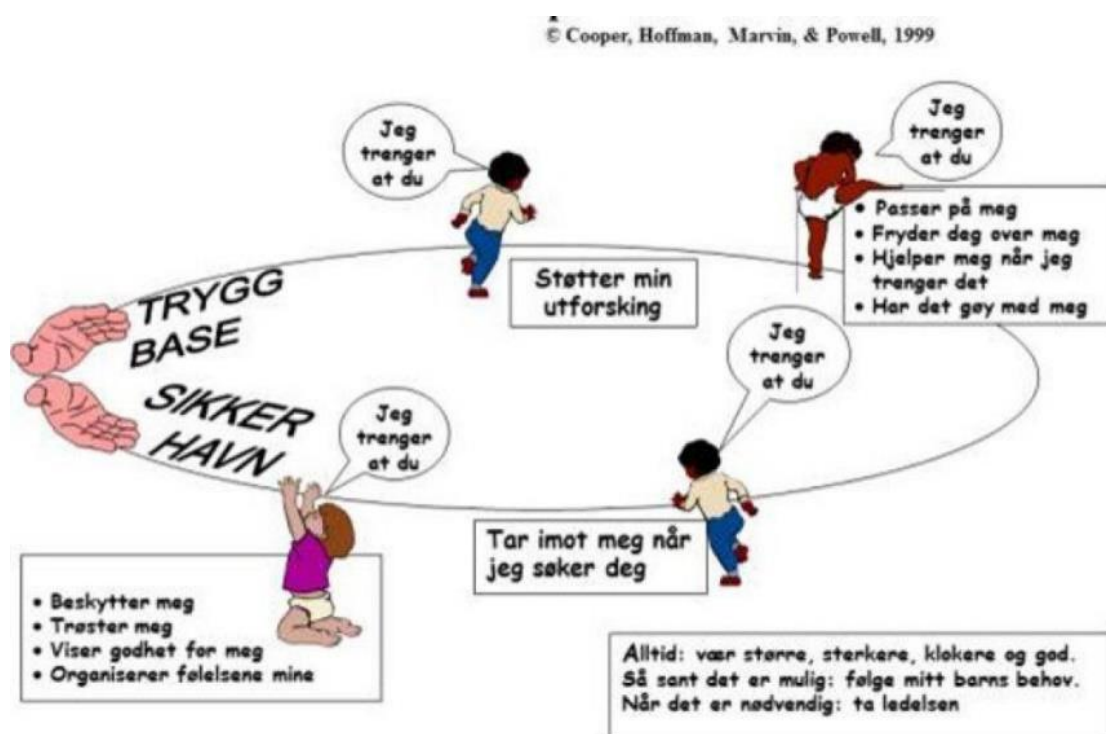 © Cooper, Hoffman, Marvin, & Powell, 1999
Jeg
trenger
at du
Jeg
trenger
at du
• Passer på meg
• Fryder deg over meg
• Hjelper meg når jeg
trenger det
• Har det gøy med meg
Støtter min
utforsking
TRYGG
BASE
SIKKER
HAVN
Jeg
trenger
at du
Jeg
trenger
at du
Tar imot meg når
jeg søker deg
• Beskytter meg
• Trøster meg
• Viser godhet for meg
• Organiserer følelsene mine
Alltid: vær større, sterkere, klokere og god.
Så sant det er mulig: følge mitt barns behov.
Når det er nødvendig: ta ledelsen